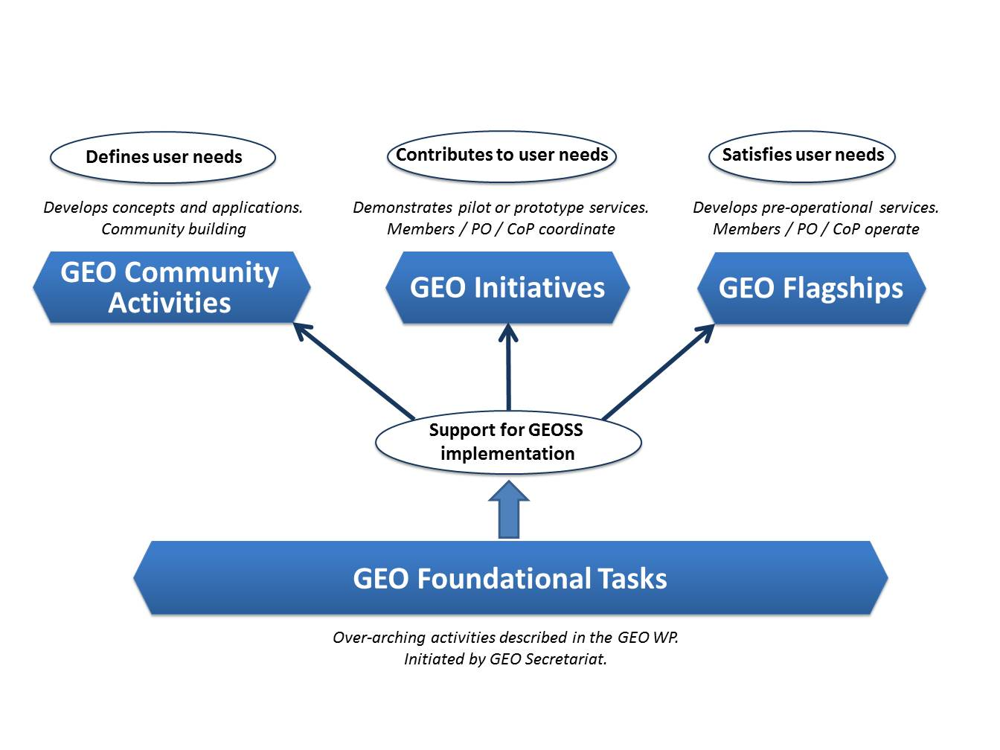 Defines user needs
Contributes to user needs
Satisfies user needs
Develops concepts and applications.
Community building
Demonstrates pilot or prototype services.
Members / PO / CoP coordinate
Develops pre-operational services.
Members / PO / CoP operate
GEO Community
Activities
GEO Initiatives
GEO Flagships
Support for GEOSS
implementation
GEO Foundational Tasks
Over-arching activities described in the GEO WP.
Initiated by GEO Secretariat.